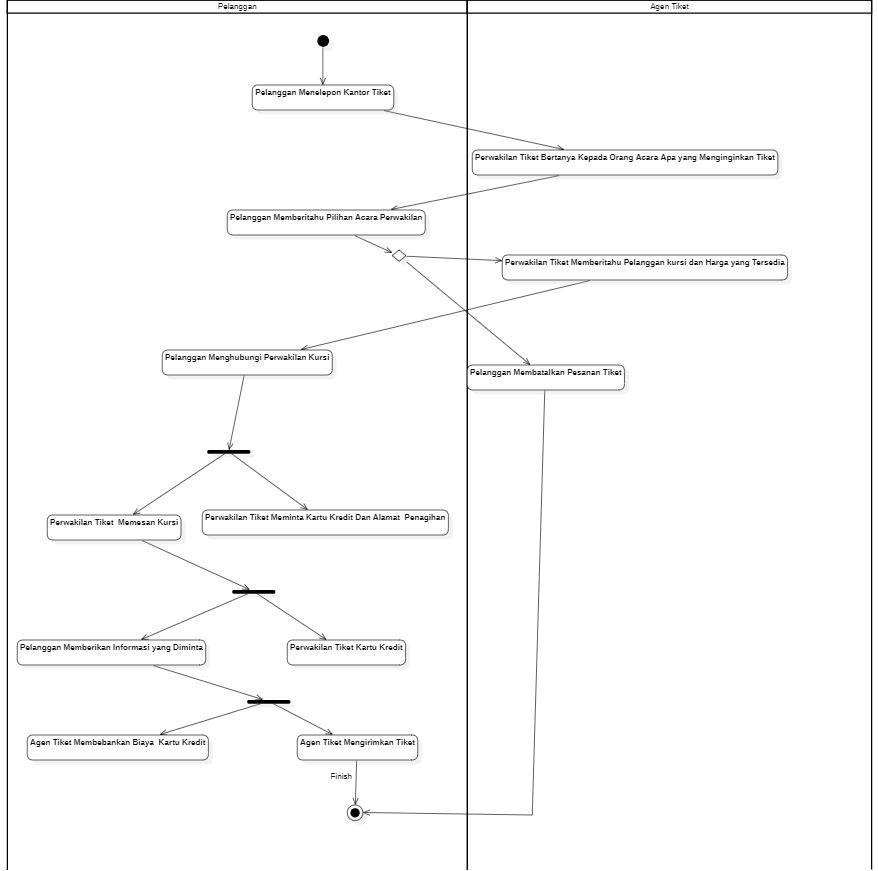 Pelanggan
Agen Tiket
Pelanggan Menelepon Kantor Tiket
Perwakilan Tiket Bertanya Kepada Orang Acara Apa yang Menginginkan Tiket
Pelanggan Memberitahu Pilihan Acara Perwakilan
Perwakilan Tiket Memberitahu Pelanggan kursi dan Harga yang Tersedia
Pelanggan Menghubungi Perwakilan Kursi
Pelanggan Membatalkan Pesanan Tiket
Perwakilan Tiket Memesan Kursi
Perwakilan Tiket Meminta Kartu Kredit Dan Alamat Penagihan
Pelanggan Memberikan Informasi yang Diminta
Perwakilan Tiket Kartu Kredit
Agen Tiket Membebankan Biaya Kartu Kredit
Agen Tiket Mengirimkan Tiket
Finish